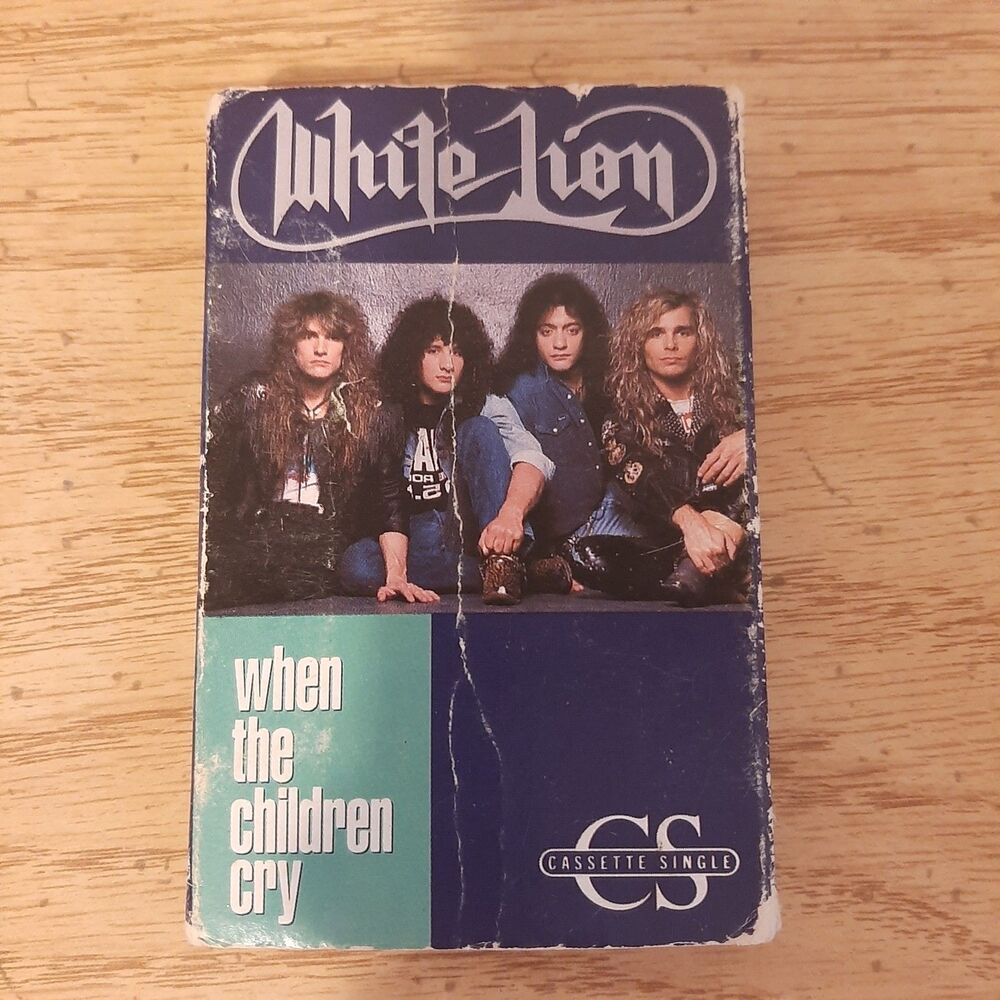 White Lion
when
the
children
cry
CS
CASSETTE SINGLE